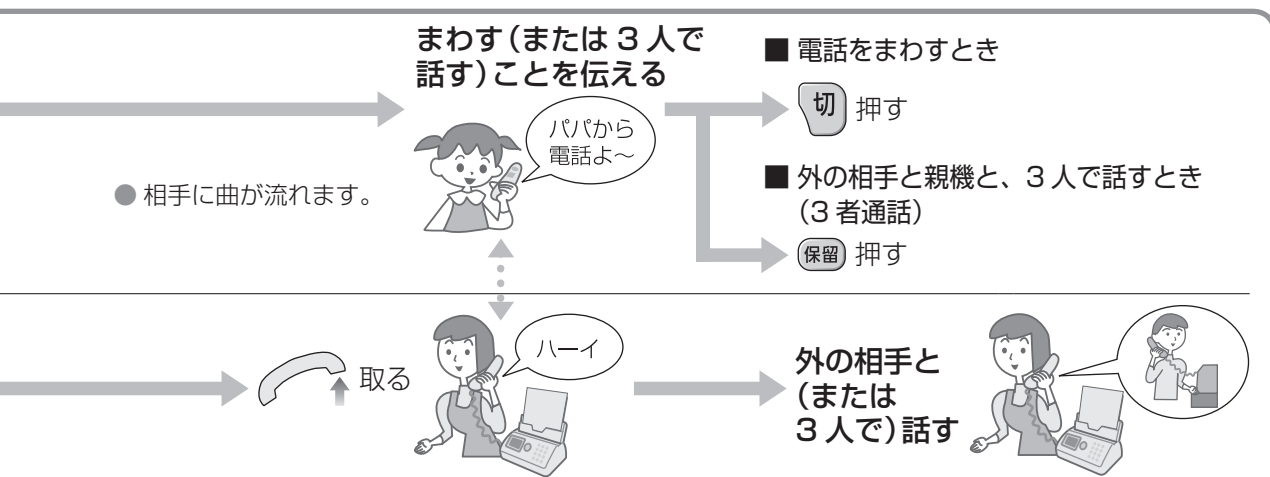 まわす(または 3 人で
話す)ことを伝える
パパから
電話よ～
● 相手に曲が流れます。
■ 電話をまわすとき
切 押す
■ 外の相手と親機と、3 人で話すとき
(3 者通話)
保留 押す
取る
ハーイ
外の相手と
(または
3 人で)話す